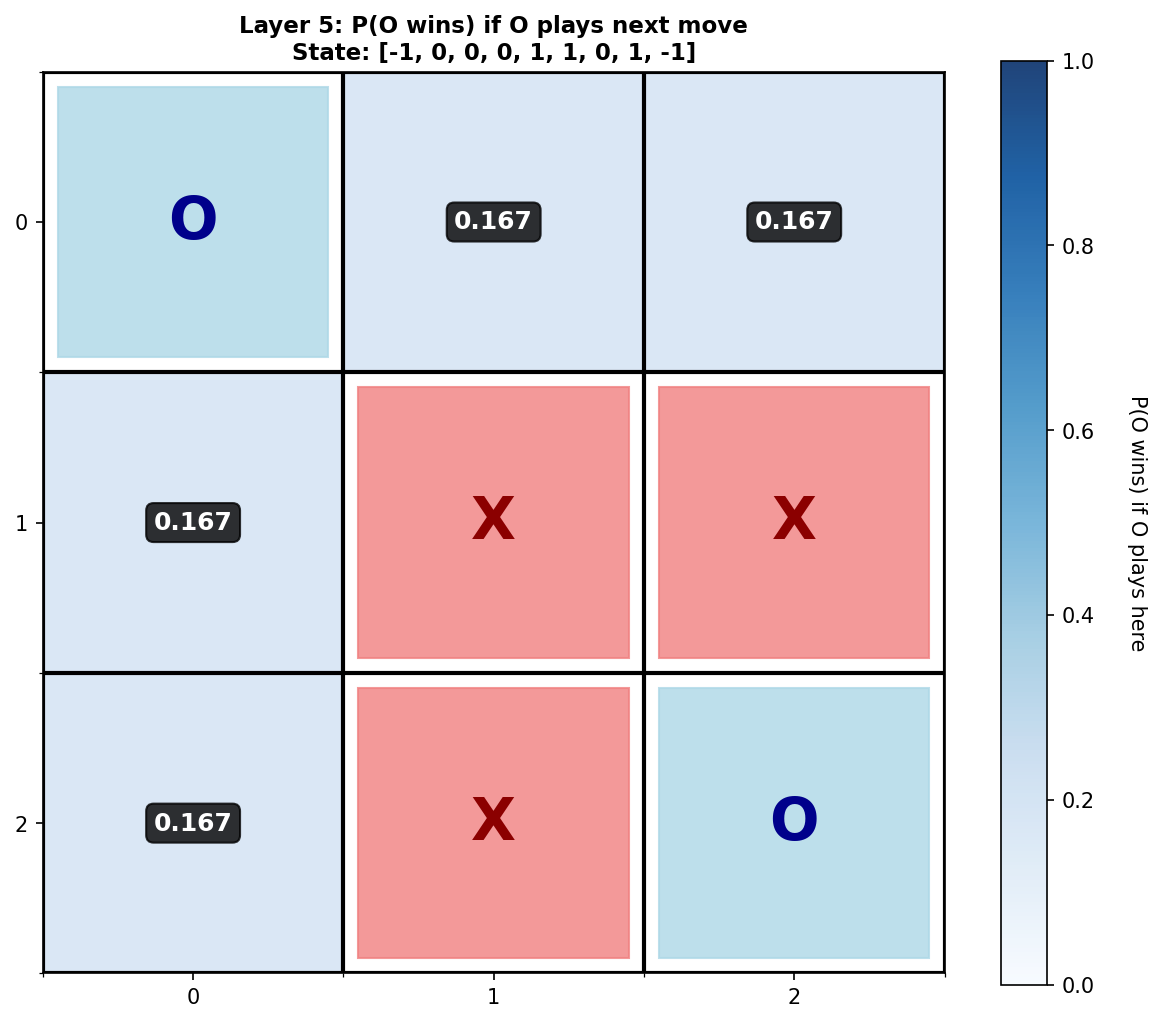 Layer 5: P(O wins) if O plays next move
State: [-1, 0, 0, 0, 1, 1, 0, 1, -1]
0
O
0.167
0.167
1
0.167
X
X
2
0.167
X
O
0
1
2
1.0
0.8
0.6
0.4
0.2
0.0
P(O wins) if O plays here